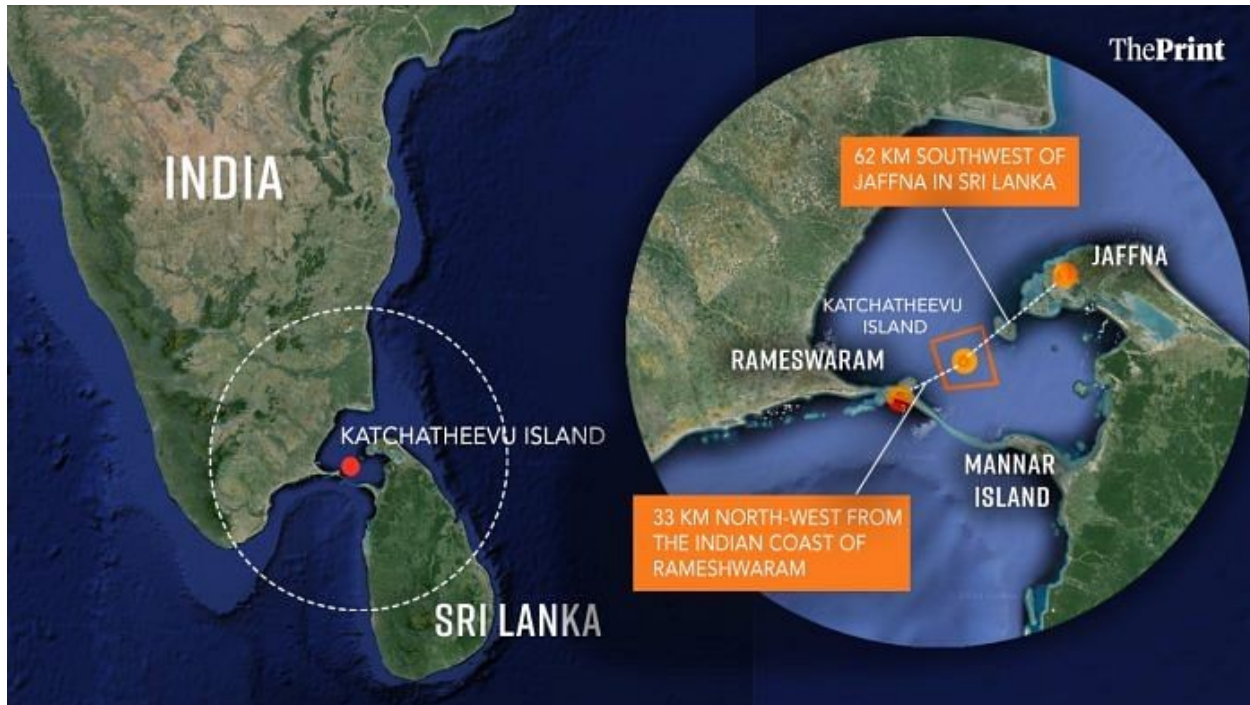 ThePrint
INDIA
KATCHATHEEVU ISLAND
SRI LANKA
62 KM SOUTHWEST OF
JAFFNA IN SRI LANKA
JAFFNA
KATCHATHEEVU
ISLAND
RAMESWARAM
MANNAR
ISLAND
33 KM NORTH-WEST FROM
THE INDIAN COAST OF
RAMESHWARAM